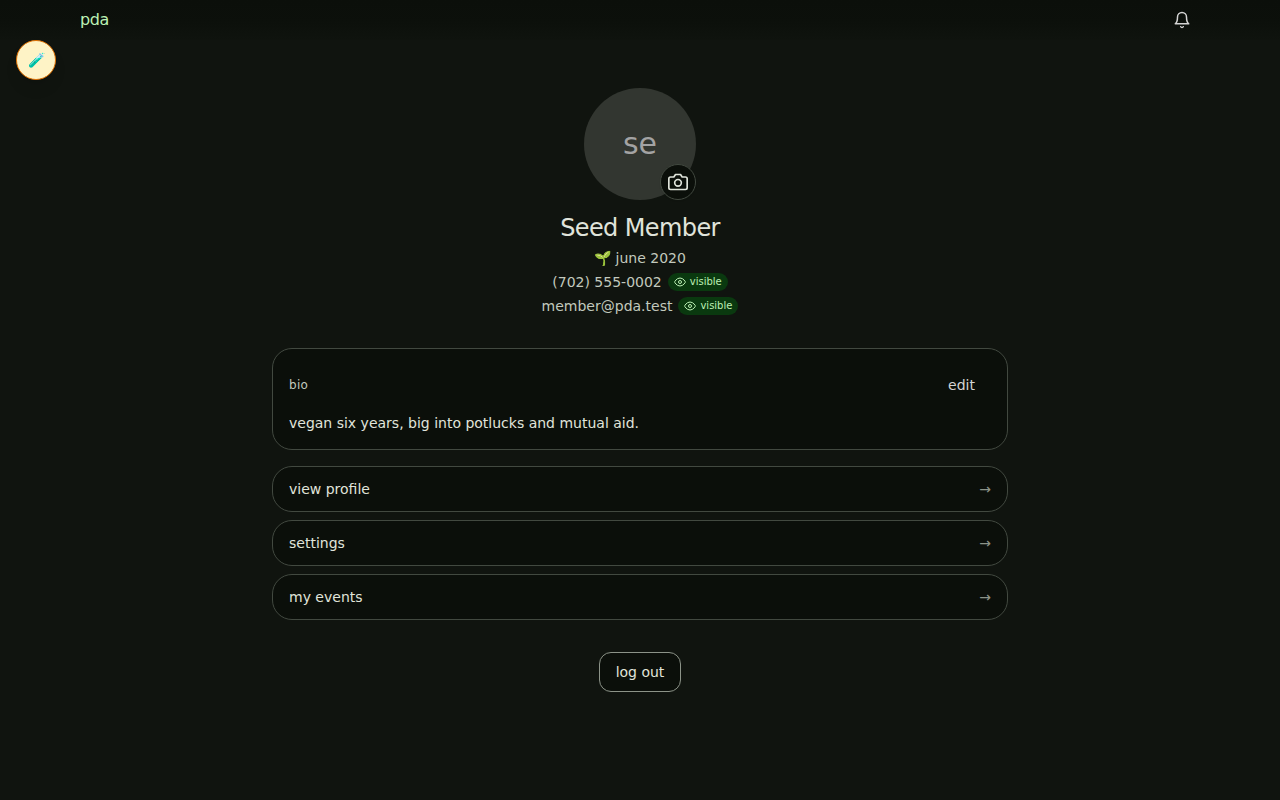 pda
se
Seed Member
🌱 june 2020
(702) 555-0002 visible
member@pda.test visible
bio edit
vegan six years, big into potlucks and mutual aid.
view profile →
settings →
my events →
log out